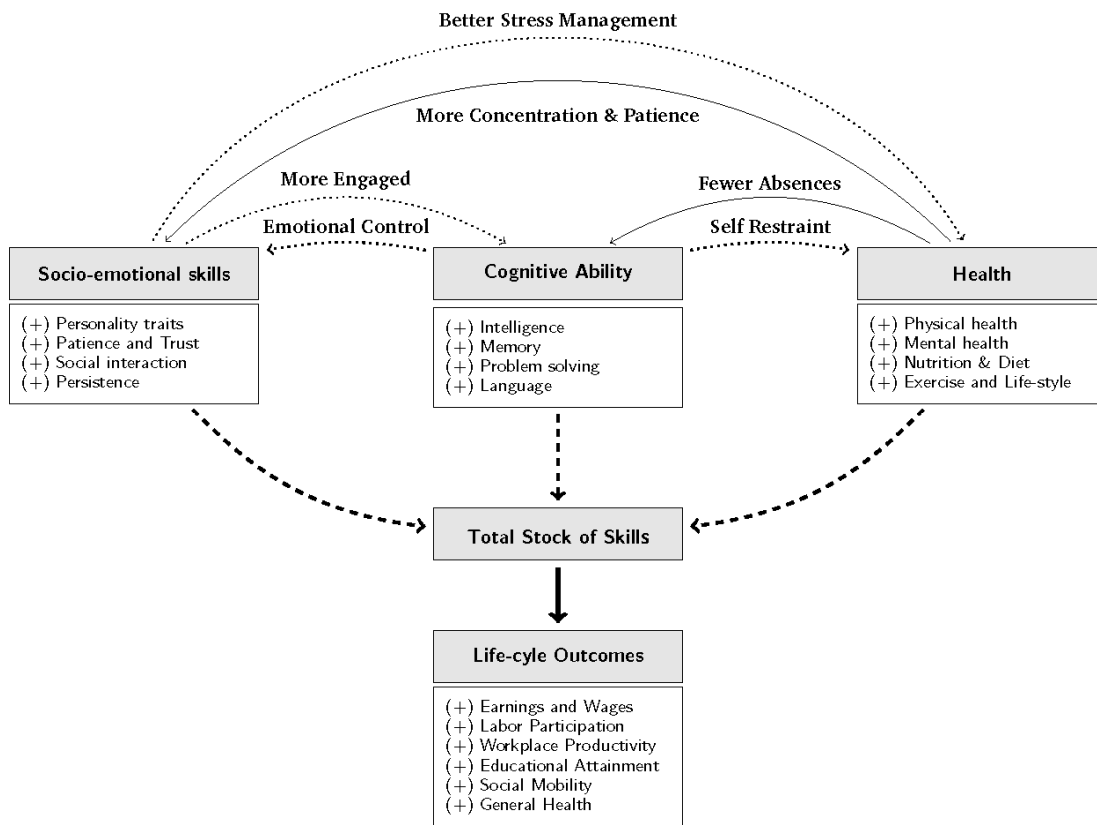 Better Stress Management
More Concentration & Patience
More Engaged
Fewer Absences
Emotional Control
Self Restraint
Socio-emotional skills
(+) Personality traits
(+) Patience and Trust
(+) Social interaction
(+) Persistence
Cognitive Ability
(+) Intelligence
(+) Memory
(+) Problem solving
(+) Language
Health
(+) Physical health
(+) Mental health
(+) Nutrition & Diet
(+) Exercise and Life-style
Total Stock of Skills
Life-cyle Outcomes
(+) Earnings and Wages
(+) Labor Participation
(+) Workplace Productivity
(+) Educational Attainment
(+) Social Mobility
(+) General Health